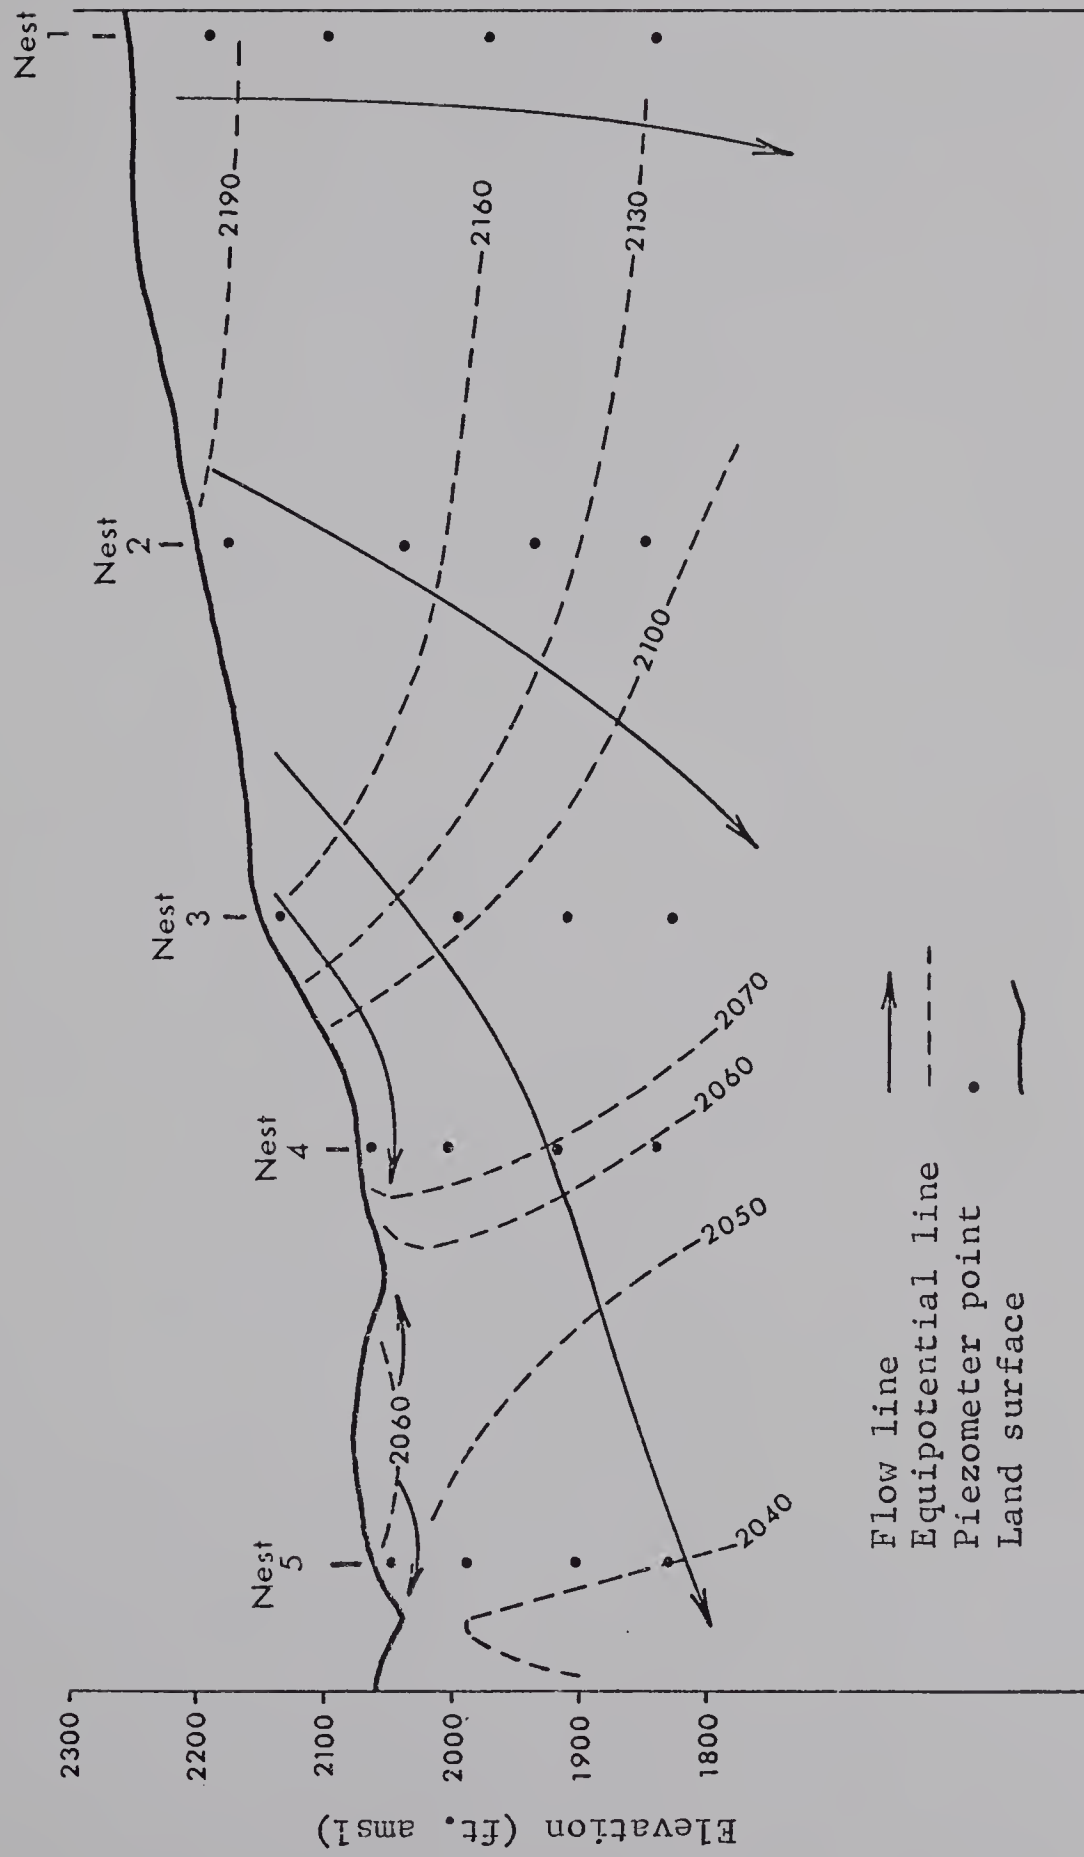 Nest
1
Nest
2
Nest
3
Nest
4
Nest
5
2190
2160
2130
2100
2070
2060
2050
2060
2040
2300
2200
2100
2000
1900
1800
Elevation (ft. amsl)
Flow line
Equipotential line
Piezometer point
Land surface